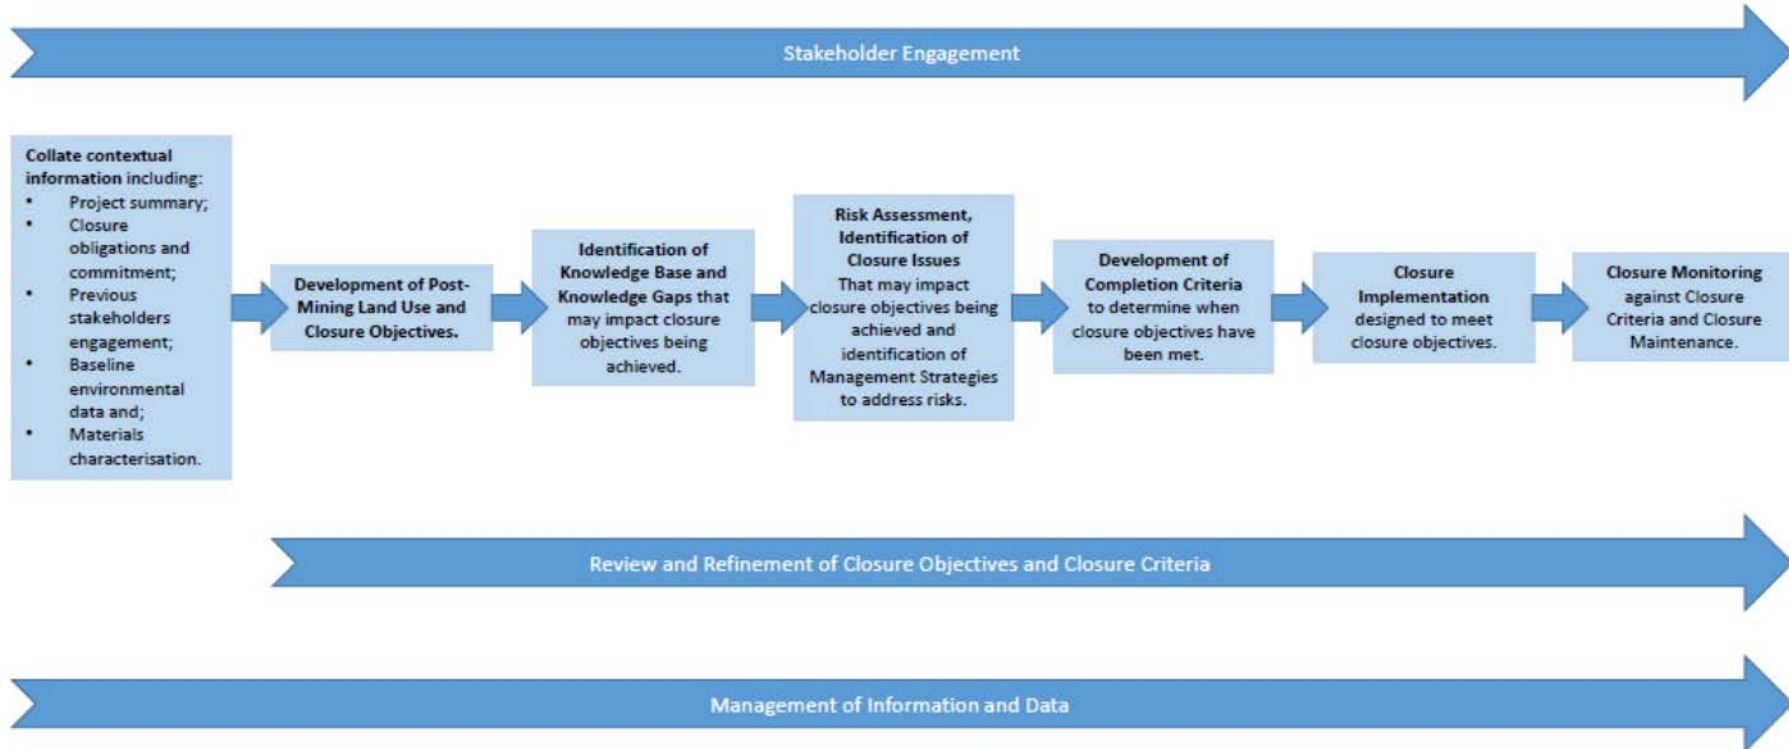 Stakeholder Engagement
Collate contextual
information including:
• Project summary;
• Closure
obligations and
commitment;
• Previous
stakeholders
engagement;
• Baseline
environmental
data and;
• Materials
characterisation.
Development of Post-
Mining Land Use and
Closure Objectives.
Identification of
Knowledge Base and
Knowledge Gaps that
may impact closure
objectives being
achieved.
Risk Assessment,
Identification of
Closure Issues
That may impact
closure objectives being
achieved and
identification of
Management Strategies
to address risks.
Development of
Completion Criteria
to determine when
closure objectives have
been met.
Closure
Implementation
designed to meet
closure objectives.
Closure Monitoring
against Closure
Criteria and Closure
Maintenance.
Review and Refinement of Closure Objectives and Closure Criteria
Management of Information and Data